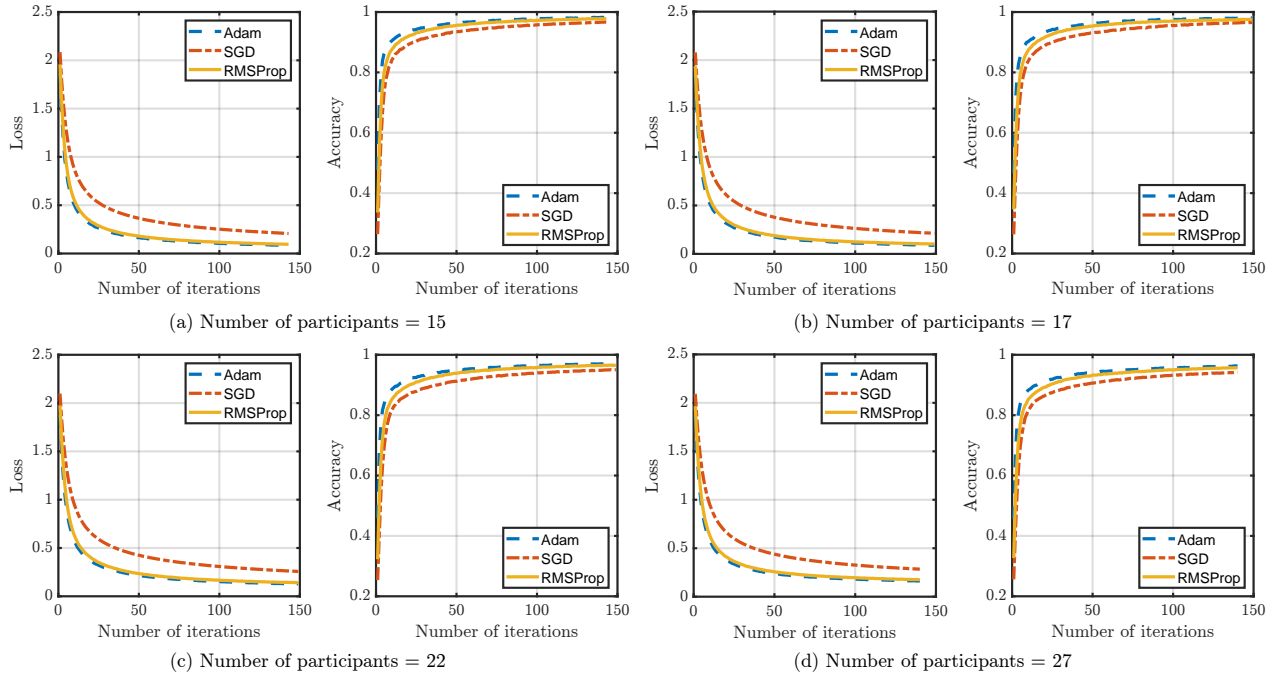 2.5
2
1.5
1
0.5
0
Loss
0 50 100 150
Number of iterations
Adam
SGD
RMSProp
1
0.8
0.6
0.4
0.2
Accuracy
0 50 100 150
Number of iterations
Adam
SGD
RMSProp
(a) Number of participants = 15
2.5
2
1.5
1
0.5
0
Loss
0 50 100 150
Number of iterations
Adam
SGD
RMSProp
1
0.8
0.6
0.4
0.2
Accuracy
0 50 100 150
Number of iterations
Adam
SGD
RMSProp
(b) Number of participants = 17
2.5
2
1.5
1
0.5
0
Loss
0 50 100 150
Number of iterations
Adam
SGD
RMSProp
1
0.8
0.6
0.4
0.2
Accuracy
0 50 100 150
Number of iterations
Adam
SGD
RMSProp
(c) Number of participants = 22
2.5
2
1.5
1
0.5
0
Loss
0 50 100 150
Number of iterations
Adam
SGD
RMSProp
1
0.8
0.6
0.4
0.2
Accuracy
0 50 100 150
Number of iterations
Adam
SGD
RMSProp
(d) Number of participants = 27